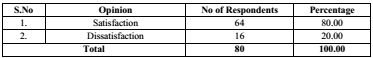 S.No Opinion No of Respondents Percentage
1. Satisfaction 64 80.00
2. Dissatisfaction 16 20.00
Total 80 100.00